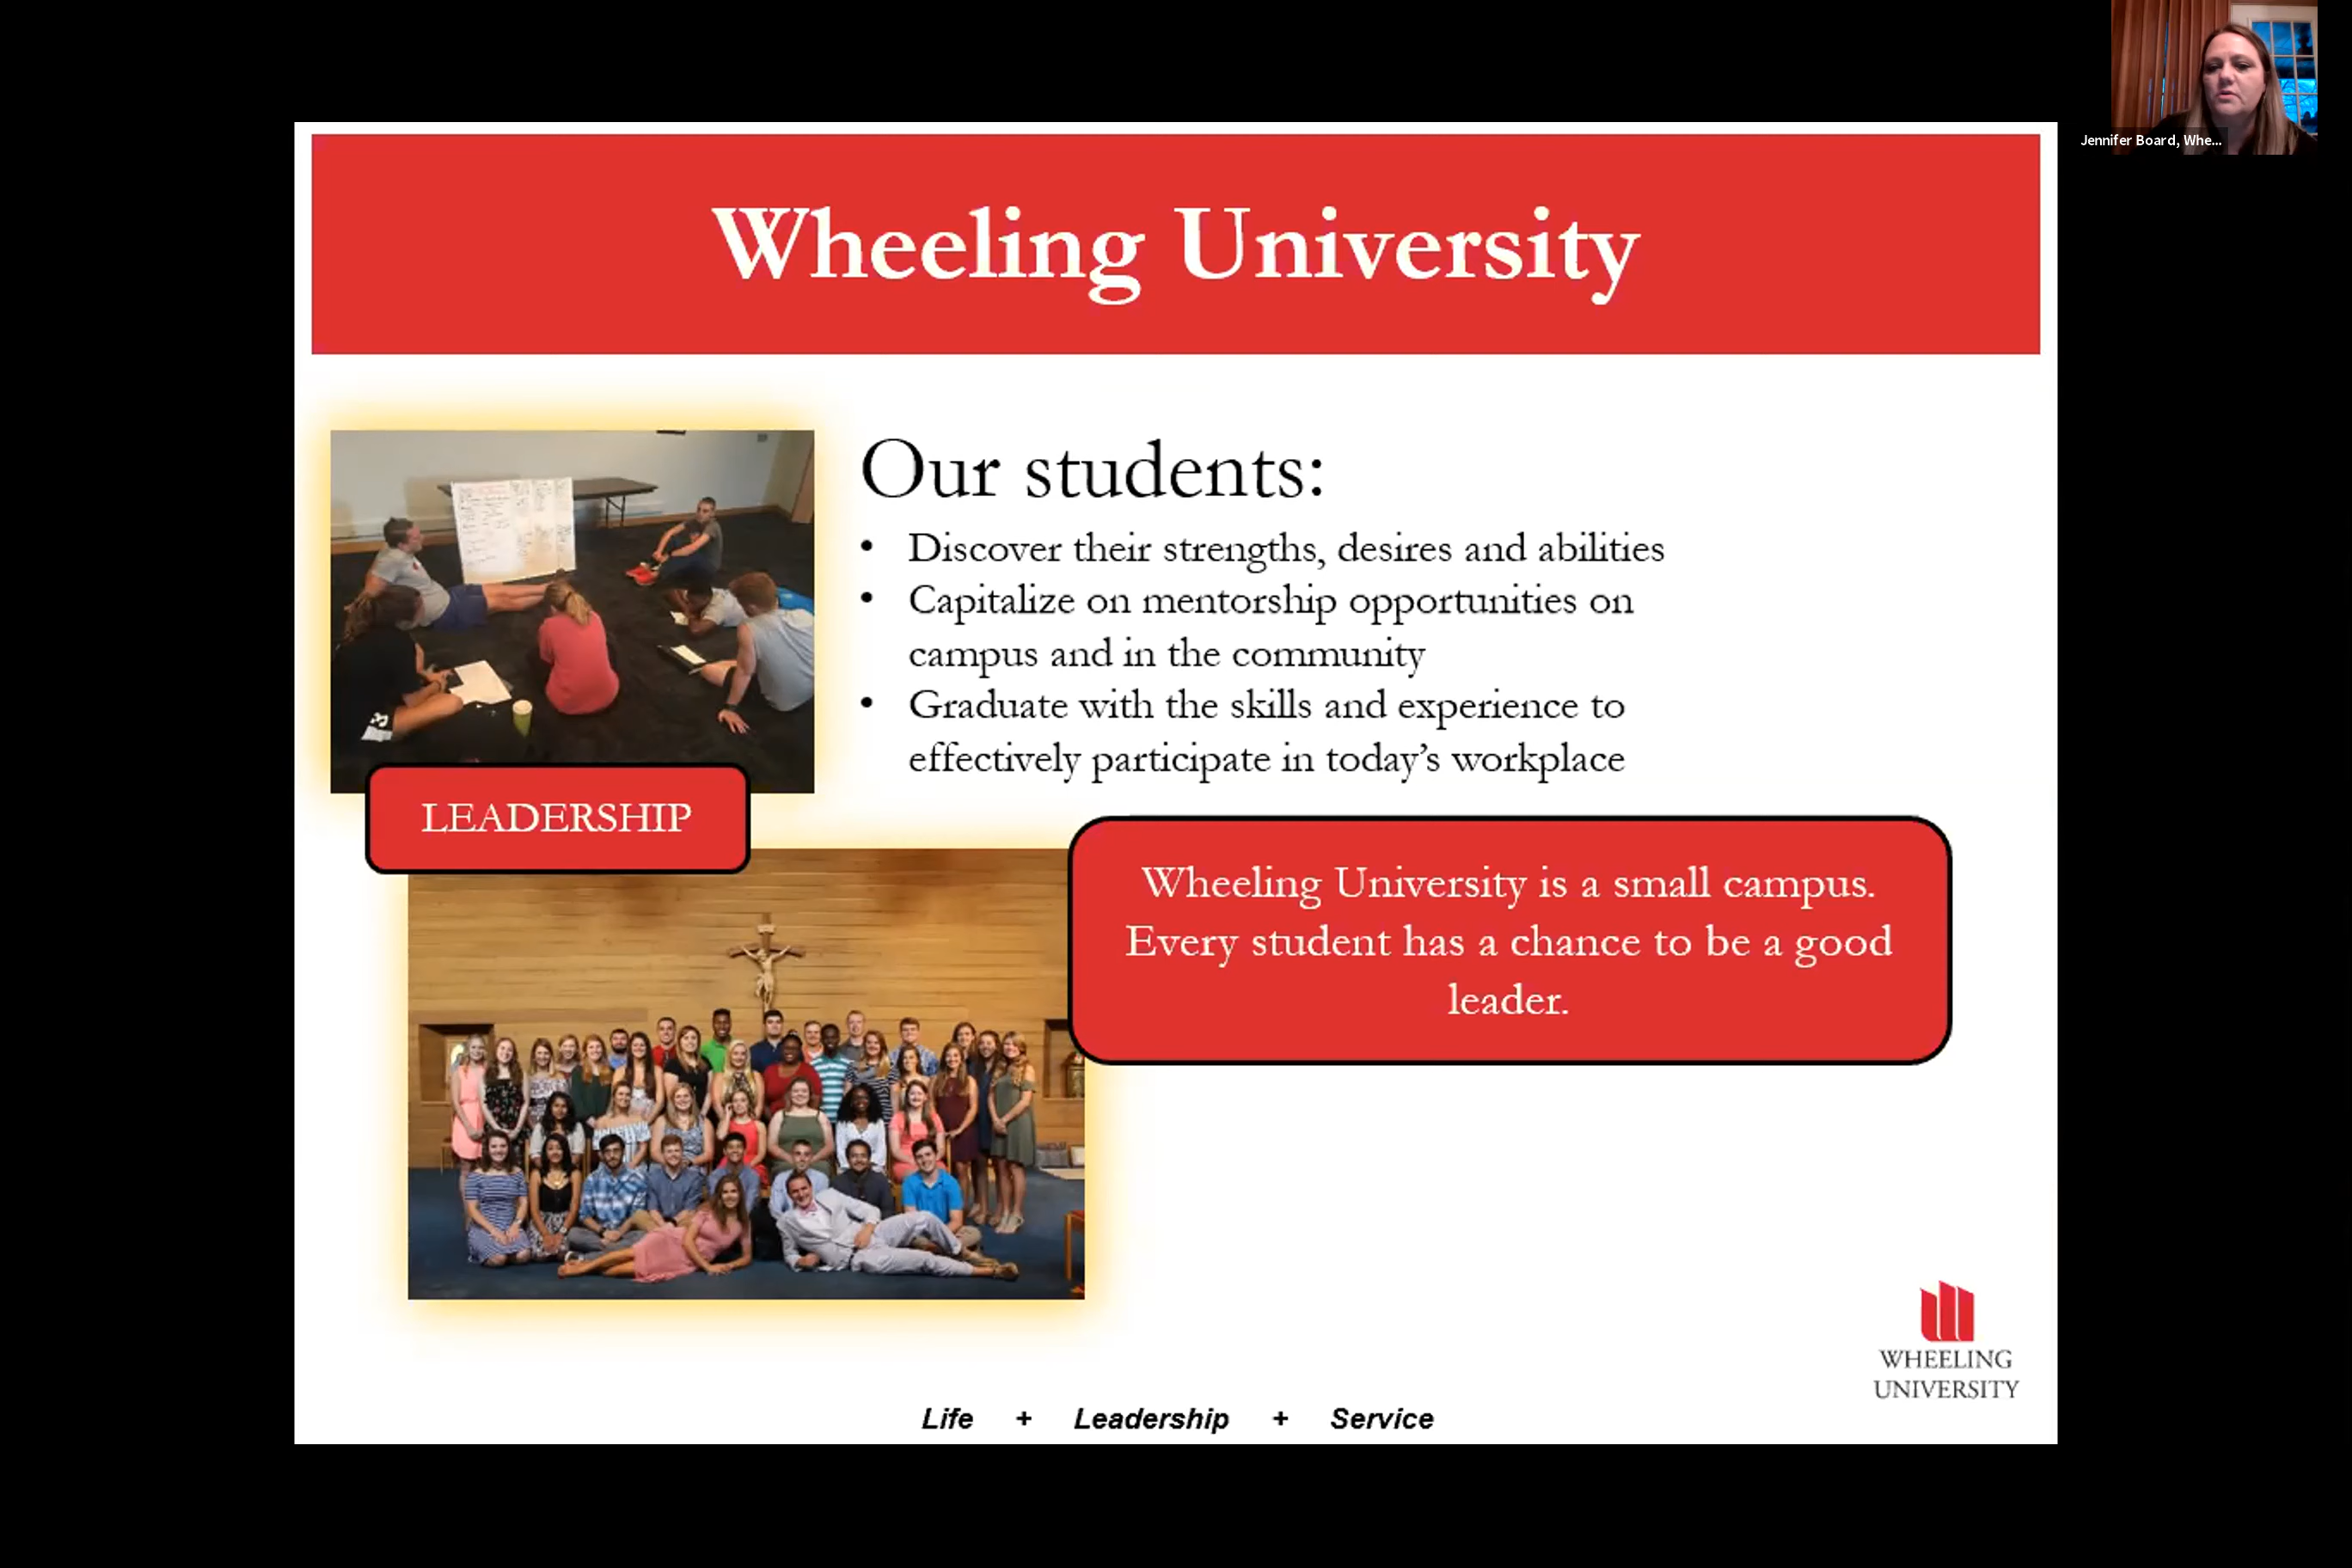 Jennifer Board, Whe...
Wheeling University
Our students:
• Discover their strengths, desires and abilities
• Capitalize on mentorship opportunities on
campus and in the community
• Graduate with the skills and experience to
effectively participate in today's workplace
LEADERSHIP
Wheeling University is a small campus.
Every student has a chance to be a good
leader.
WHEELING
UNIVERSITY
Life + Leadership + Service